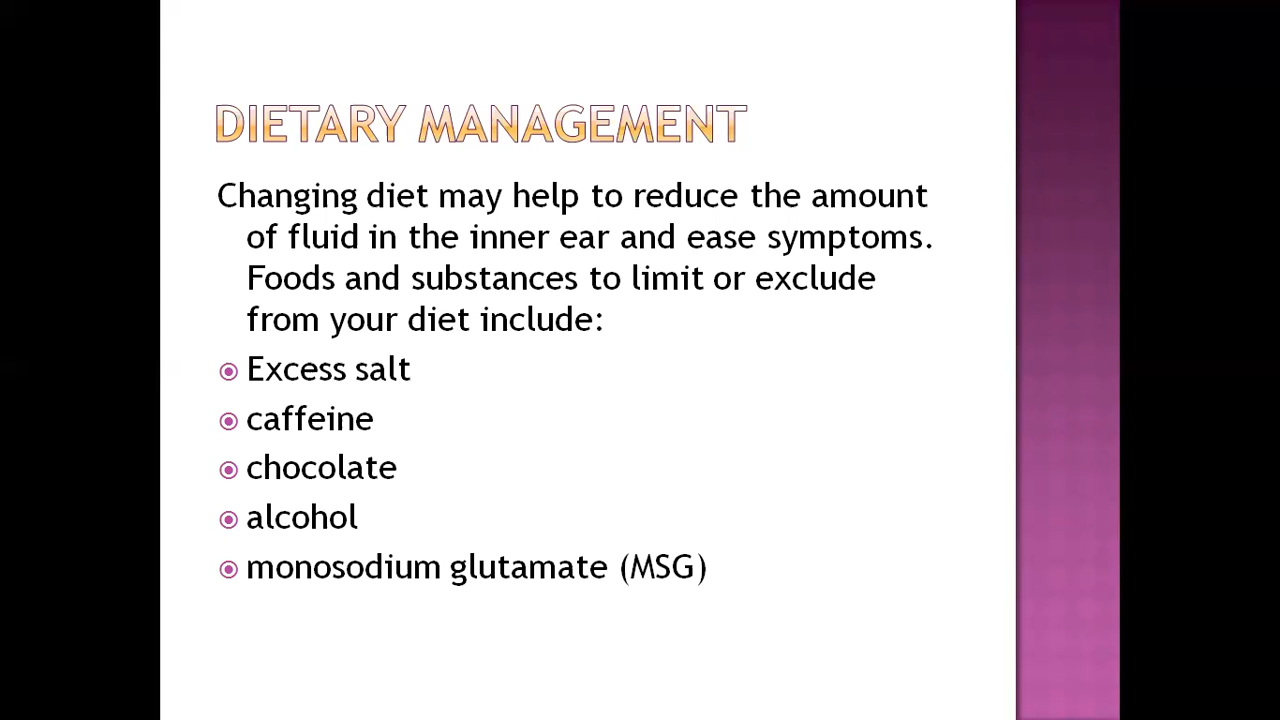 DIETARY MANAGEMENT
Changing diet may help to reduce the amount
of fluid in the inner ear and ease symptoms.
Foods and substances to limit or exclude
from your diet include:
Excess salt
caffeine
chocolate
alcohol
monosodium glutamate (MSG)